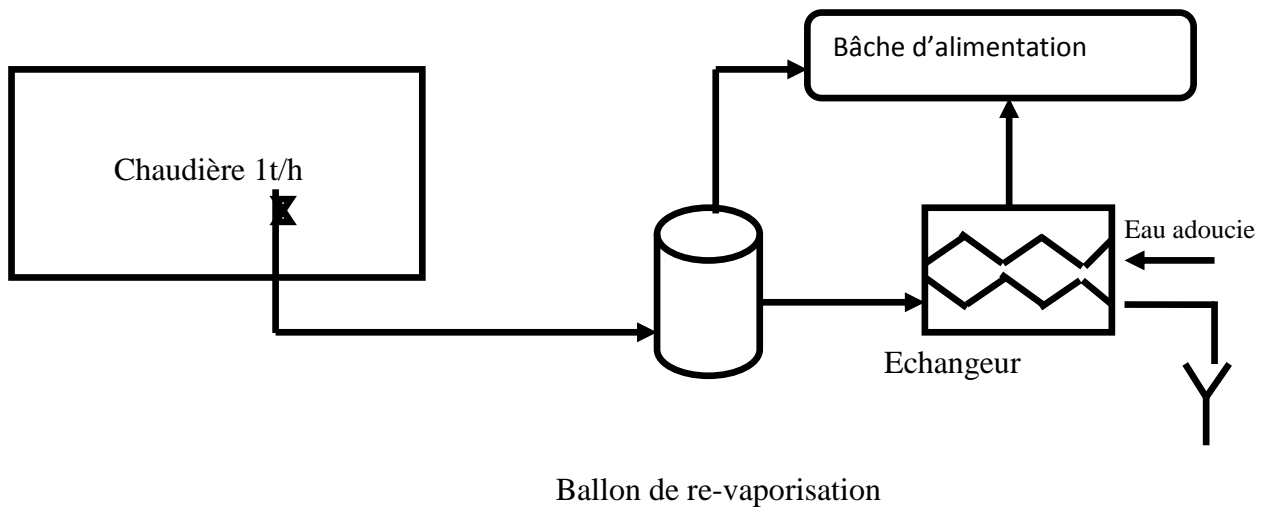 Bâche d’alimentation
Chaudière 1t/h
Eau adoucie
Echangeur
Ballon de re-vaporisation